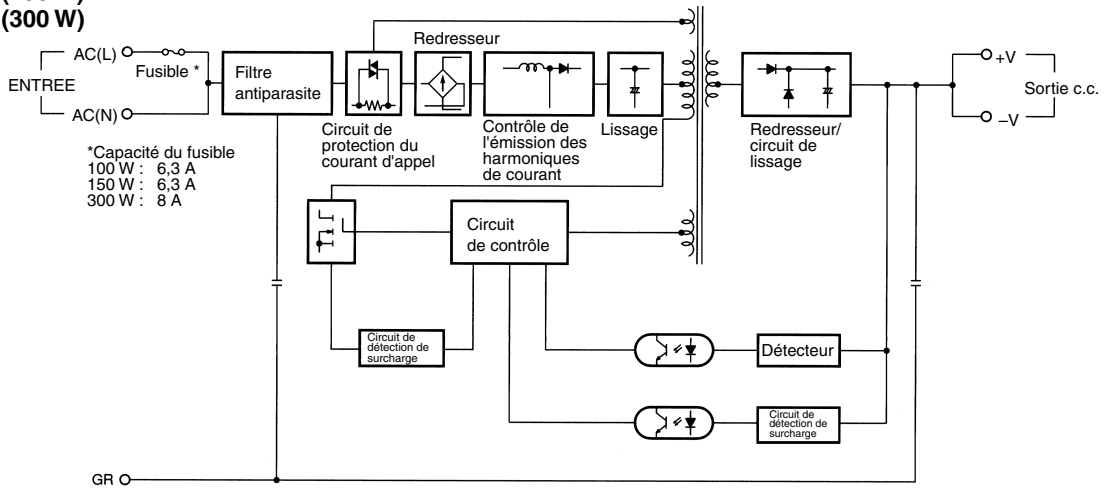 (300 W)
AC(L)
Fusible *
ENTREE
AC(N)
*Capacité du fusible
100 W : 6,3 A
150 W : 6,3 A
300 W : 8 A
Filtre
antiparasite
Circuit de
protection du
courant d'appel
Redresseur
Contrôle de
l'émission des
harmoniques
de courant
Lissage
Redresseur/
circuit de
lissage
+V
Sortie c.c.
–V
Circuit
de contrôle
Circuit de
détection de
surcharge
Détecteur
Circuit de
détection de
surcharge
GR